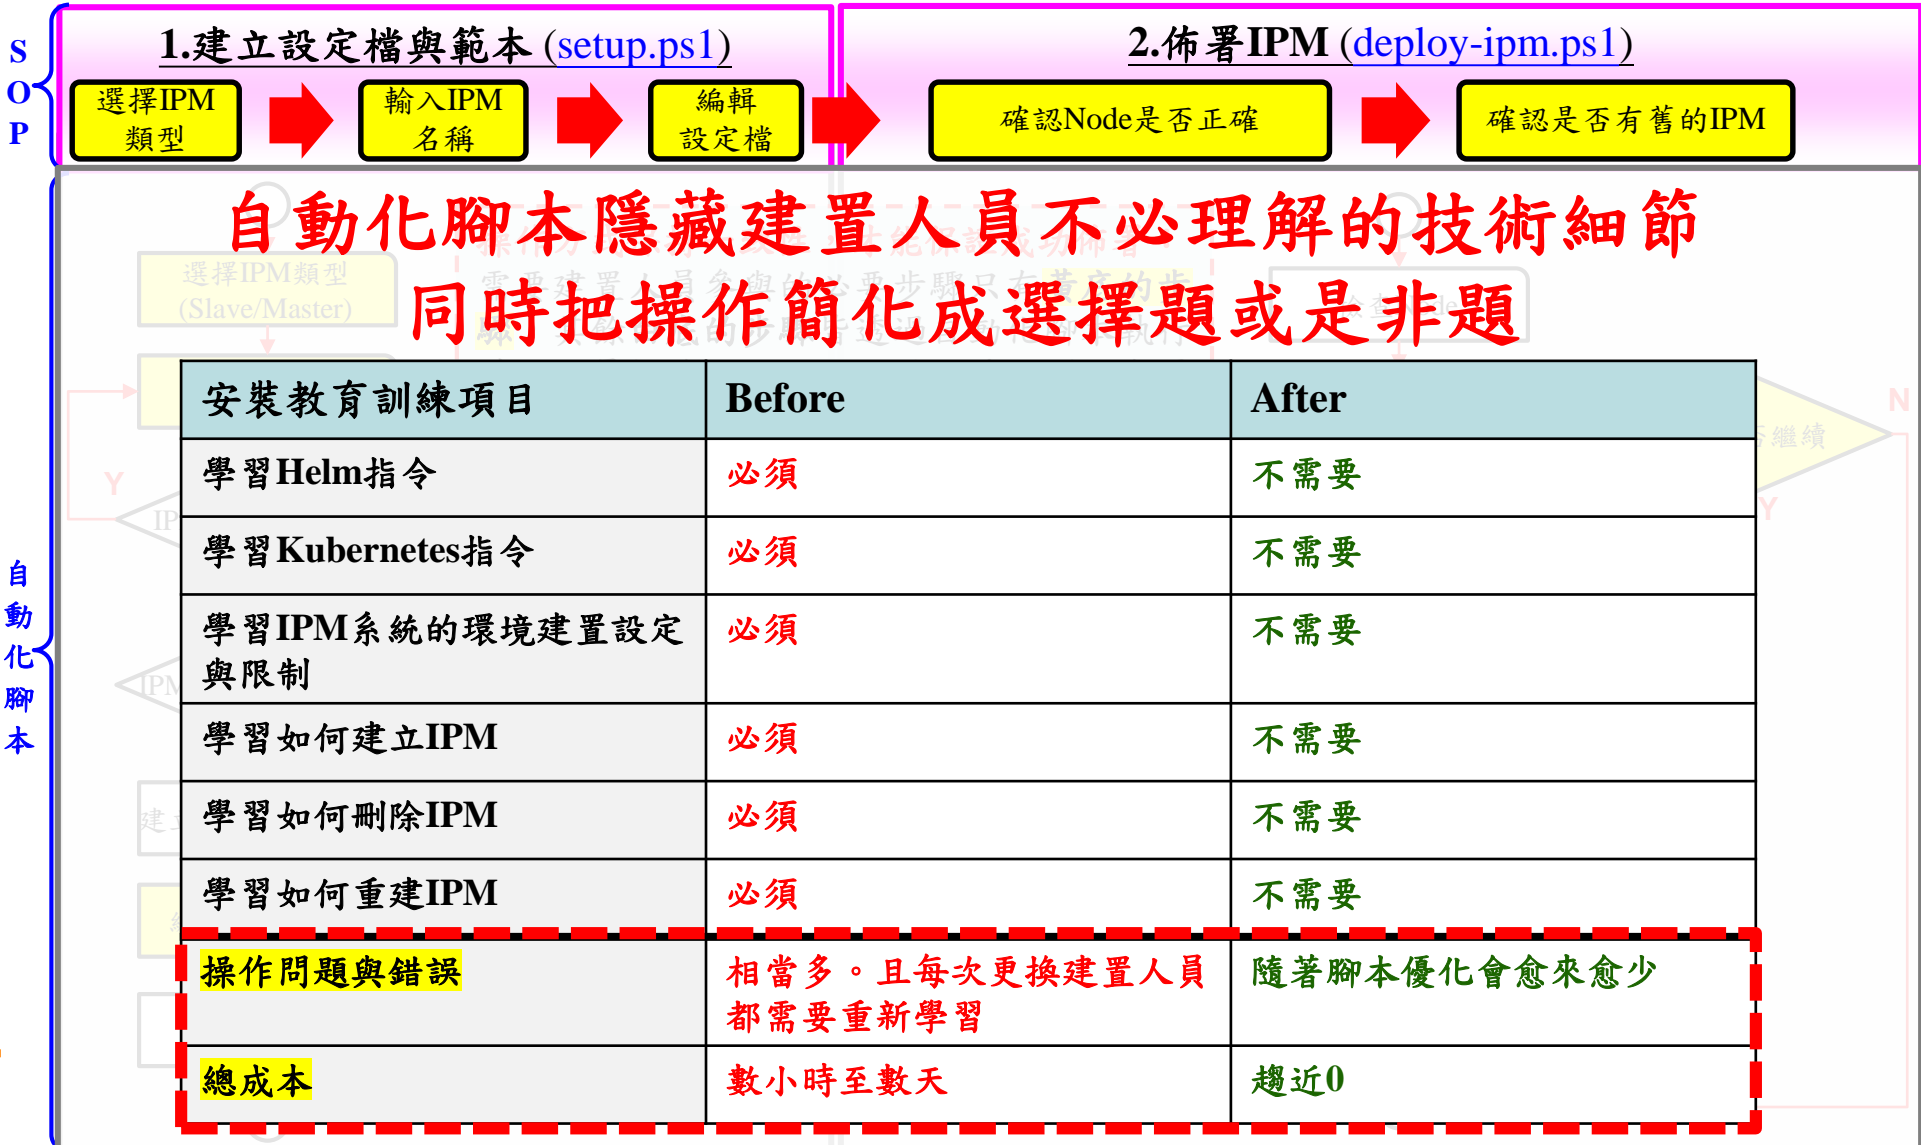 S
O
P
1.建立設定檔與範本 (setup.ps1)
選擇IPM
類型
輸入IPM
名稱
編輯
設定檔
2.佈署IPM (deploy-ipm.ps1)
確認Node是否正確
確認是否有舊的IPM
自動化腳本隱藏建置人員不必理解的技術細節
同時把操作簡化成選擇題或是非題
選擇IPM類型
(Slave/Master)
自
動
化
腳
本
安裝教育訓練項目
Before
After
學習Helm指令
必須
不需要
學習Kubernetes指令
必須
不需要
學習IPM系統的環境建置設定
與限制
必須
不需要
學習如何建立IPM
必須
不需要
學習如何刪除IPM
必須
不需要
學習如何重建IPM
必須
不需要
操作問題與錯誤
相當多。且每次更換建置人員
都需要重新學習
隨著腳本優化會愈來愈少
總成本
數小時至數天
趨近0
Y
N
繼續
Y